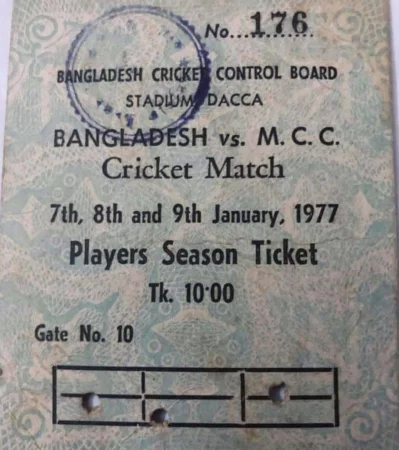 No............176
BANGLADESH CRICKET CONTROL BOARD
STADIUM, DACCA
BANGLADESH vs. M. C. C.
Cricket Match
7th, 8th and 9th January, 1977
Players Season Ticket
Tk. 10·00
Gate No. 10